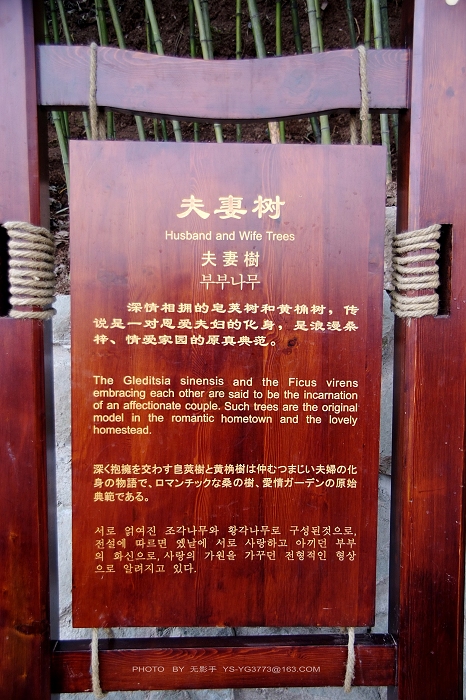 夫妻树
Husband and Wife Trees
夫妻樹
부부나무
深情相拥的皂荚树和黄桷树，传
说是一对恩爱夫妇的化身，是浪漫桑
梓、情爱家园的原真典范。
The Gleditsia sinensis and the Ficus virens
embracing each other are said to be the incarnation
of an affectionate couple. Such trees are the original
model in the romantic hometown and the lovely
homestead.
深く抱擁を交わす皀莢樹と黄桷樹は仲むつまじい夫婦の化
身の物語で、ロマンチックな桑の樹、愛情ガーデンの原始
典範である。
서로 얽여진 조각나무와 황각나무로 구성된것으로,
전설에 따르면 옛날에 서로 사랑하고 아끼던 부부
의 화신으로, 사랑의 가원을 가꾸던 전형적인 형상
으로 알려지고 있다.
PHOTO BY 无影手 YS-YG3773@163.COM